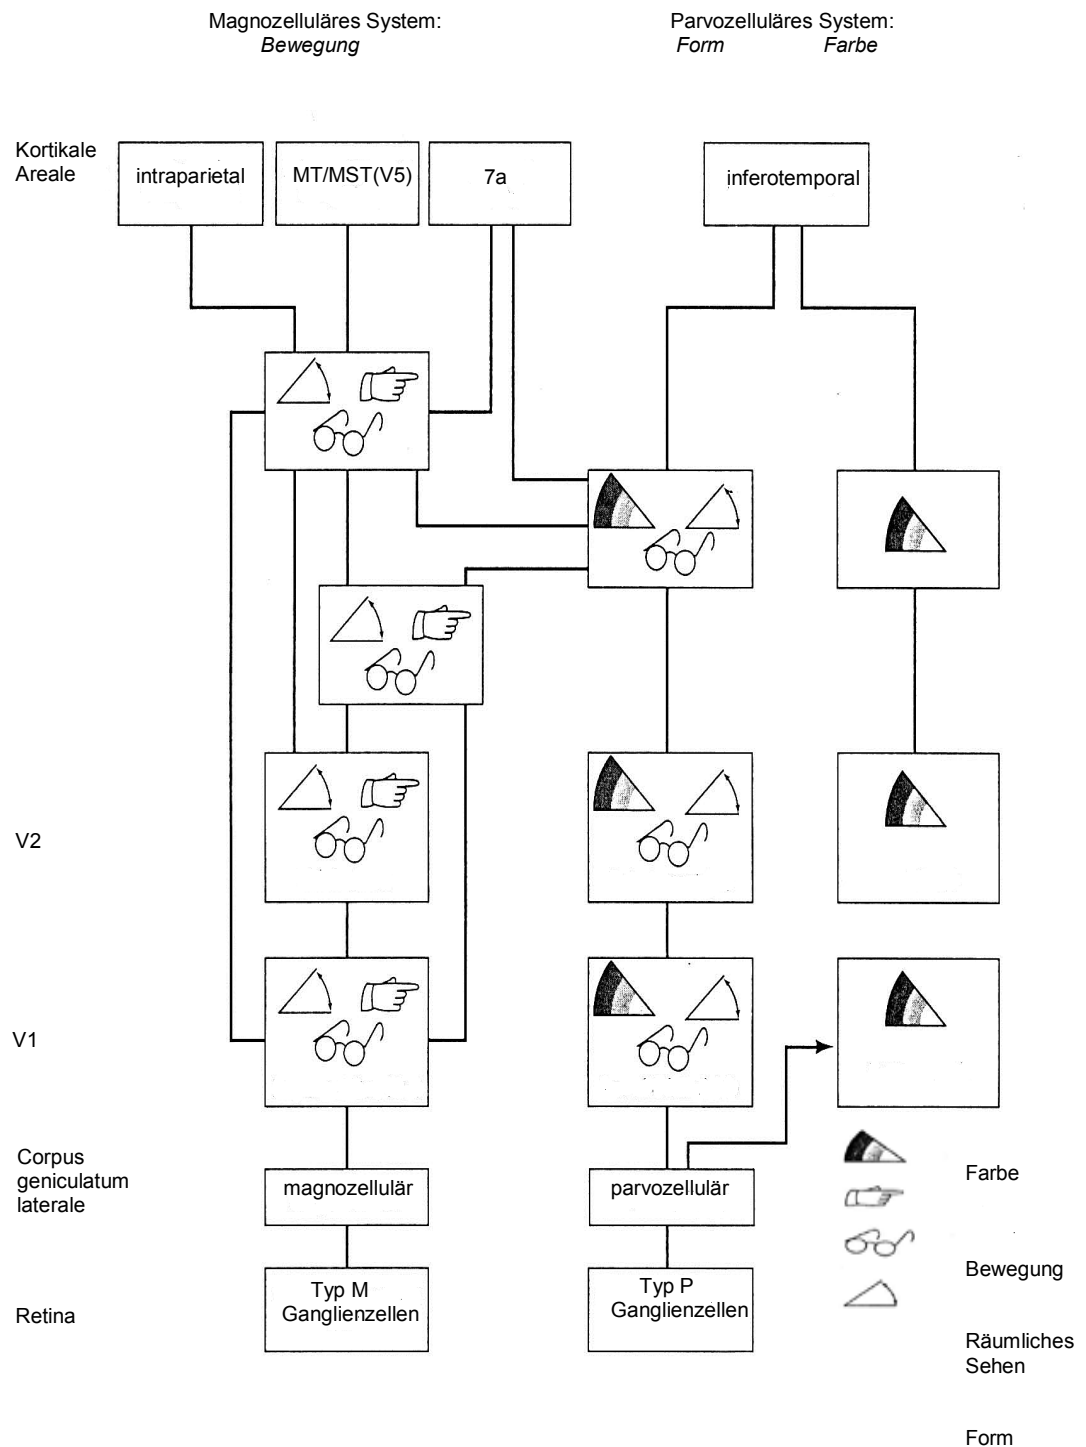 Magnozelluläres System:
Bewegung
Parvozelluläres System:
Form Farbe
Kortikale
Areale
intraparietal
MT/MST(V5)
7a
inferotemporal
V2
V1
Corpus
geniculatum
laterale
magnozellulär
parvozellulär
Farbe
Bewegung
Retina
Typ M
Ganglienzellen
Typ P
Ganglienzellen
Räumliches
Sehen
Form